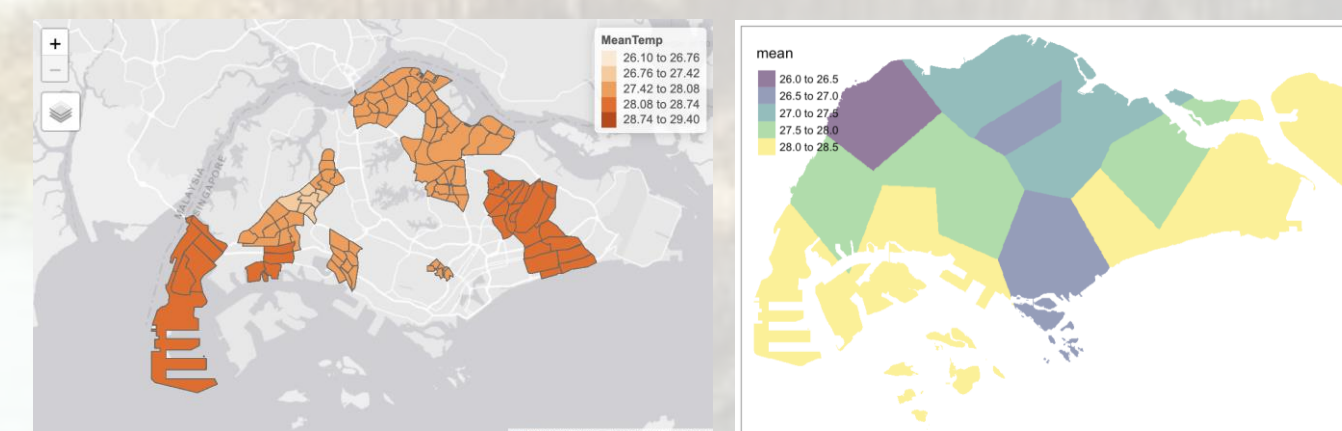 +
−
MALAYSIA
SINGAPORE
MeanTemp
26.10 to 26.76
26.76 to 27.42
27.42 to 28.08
28.08 to 28.74
28.74 to 29.40
mean
26.0 to 26.5
26.5 to 27.0
27.0 to 27.5
27.5 to 28.0
28.0 to 28.5